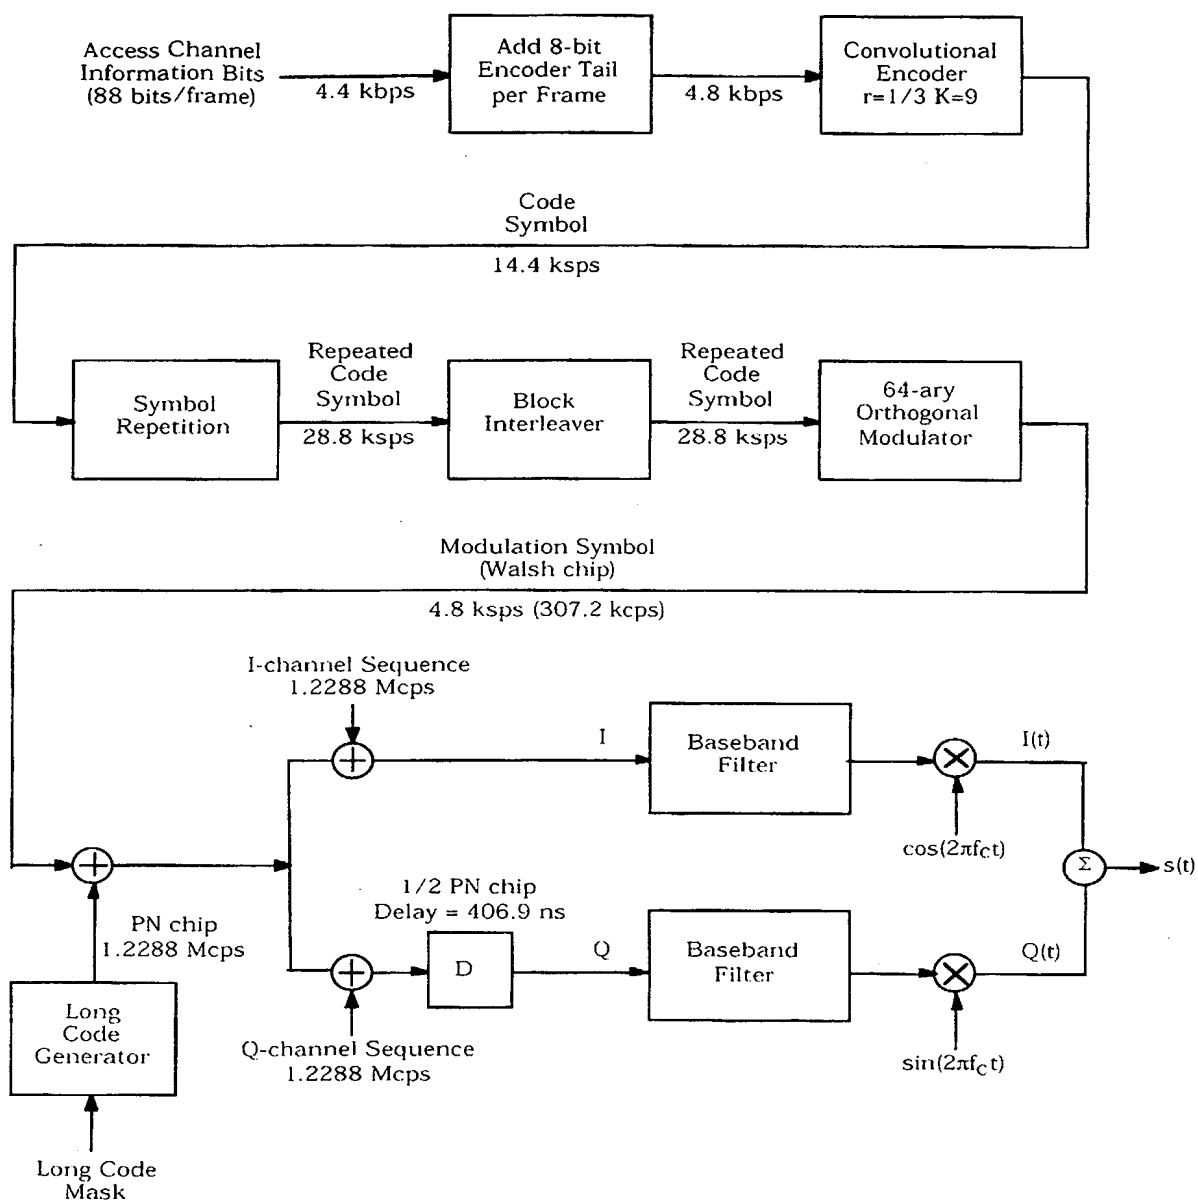 Access Channel
Information Bits
(88 bits/frame)
4.4 kbps
Add 8-bit
Encoder Tail
per Frame
4.8 kbps
Convolutional
Encoder
r=1/3 K=9
Code
Symbol
14.4 ksps
Symbol
Repetition
Repeated
Code
Symbol
28.8 ksps
Block
Interleaver
Repeated
Code
Symbol
28.8 ksps
64-ary
Orthogonal
Modulator
Modulation Symbol
(Walsh chip)
4.8 ksps (307.2 kcps)
I-channel Sequence
1.2288 Mcps
I
Baseband
Filter
I(t)
cos(2πfct)
Σ
s(t)
PN chip
1.2288 Mcps
1/2 PN chip
Delay = 406.9 ns
D
Q
Baseband
Filter
Q(t)
sin(2πfct)
Q-channel Sequence
1.2288 Mcps
Long
Code
Generator
Long Code
Mask